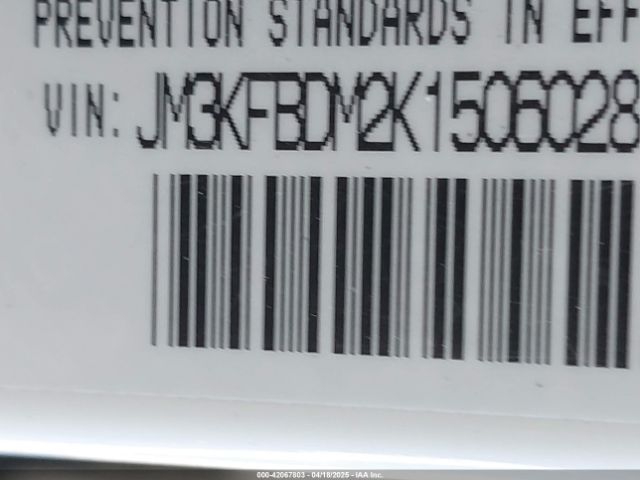 PREVENTION STANDARDS IN EFF
VIN: JM3KFBDM2K1506028
000-42067803 - 04/18/2025 - IAA Inc.